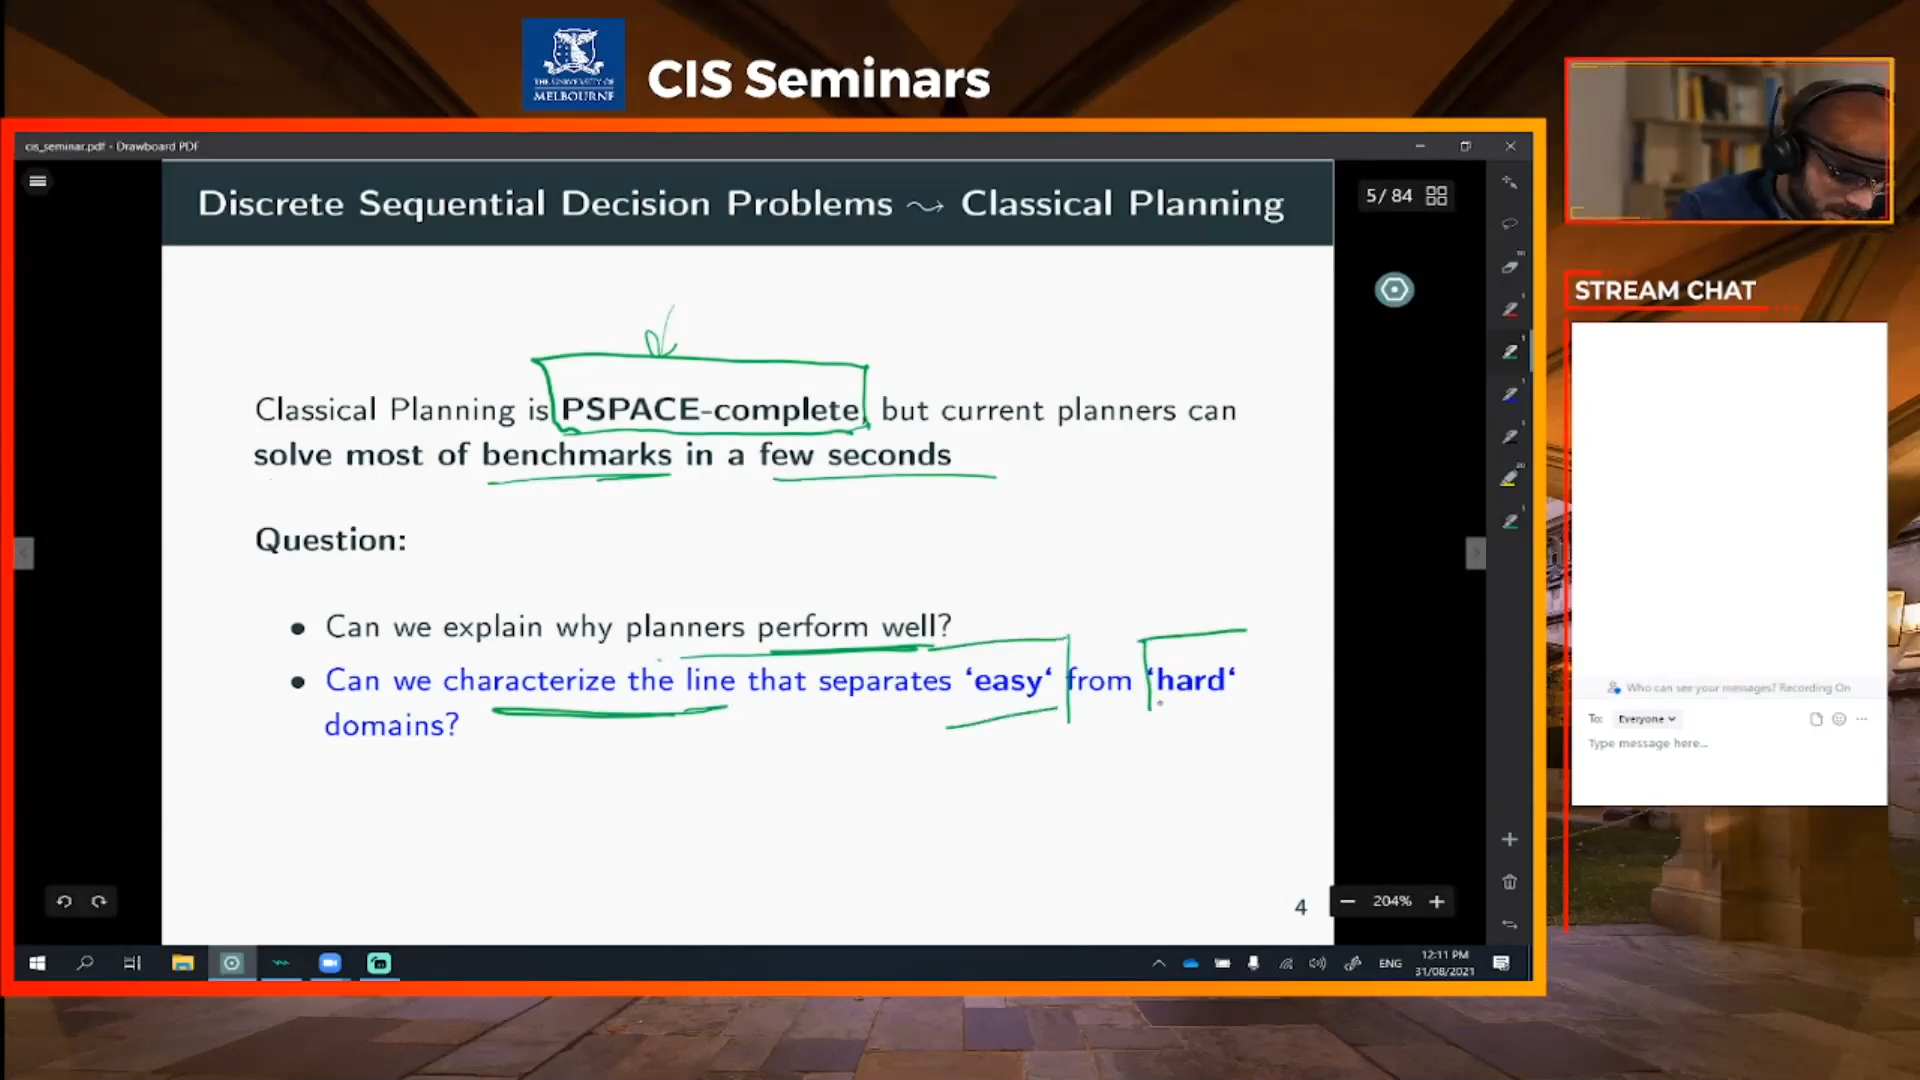 THE UNIVERSITY OF
MELBOURNE
CIS Seminars
cis_seminar.pdf - Drawboard PDF
Discrete Sequential Decision Problems ⤳ Classical Planning
5 / 84
Classical Planning is PSPACE-complete, but current planners can
solve most of benchmarks in a few seconds
Question:
• Can we explain why planners perform well?
• Can we characterize the line that separates ‘easy‘ from ‘hard‘
domains?
4
204%
ENG
12:11 PM
31/08/2021
STREAM CHAT
Who can see your messages? Recording On
To: Everyone
Type message here...